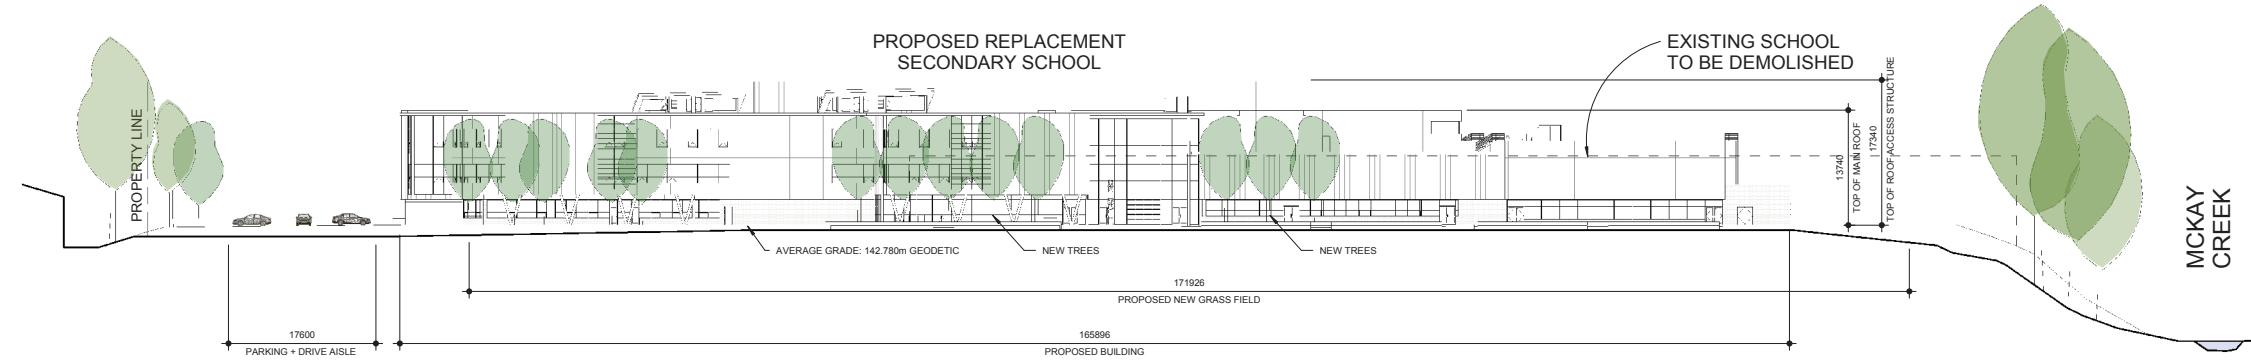 PROPOSED REPLACEMENT
SECONDARY SCHOOL
EXISTING SCHOOL
TO BE DEMOLISHED
PROPERTY LINE
13740
TOP OF MAIN ROOF
17340
TOP OF ROOF ACCESS STRUCTURE
MCKAY
CREEK
AVERAGE GRADE: 142.780m GEODETIC
NEW TREES
NEW TREES
171926
PROPOSED NEW GRASS FIELD
17600
PARKING + DRIVE AISLE
165896
PROPOSED BUILDING